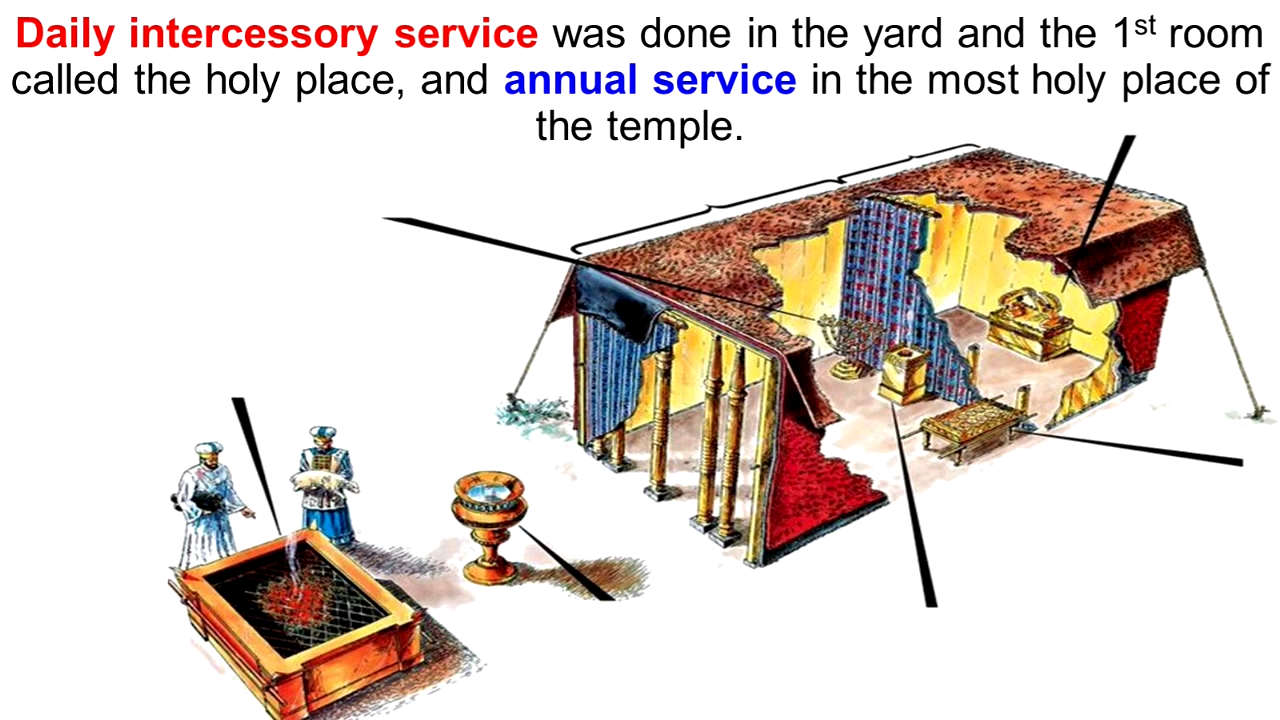 Daily intercessory service was done in the yard and the 1st room
called the holy place, and annual service in the most holy place of
the temple.